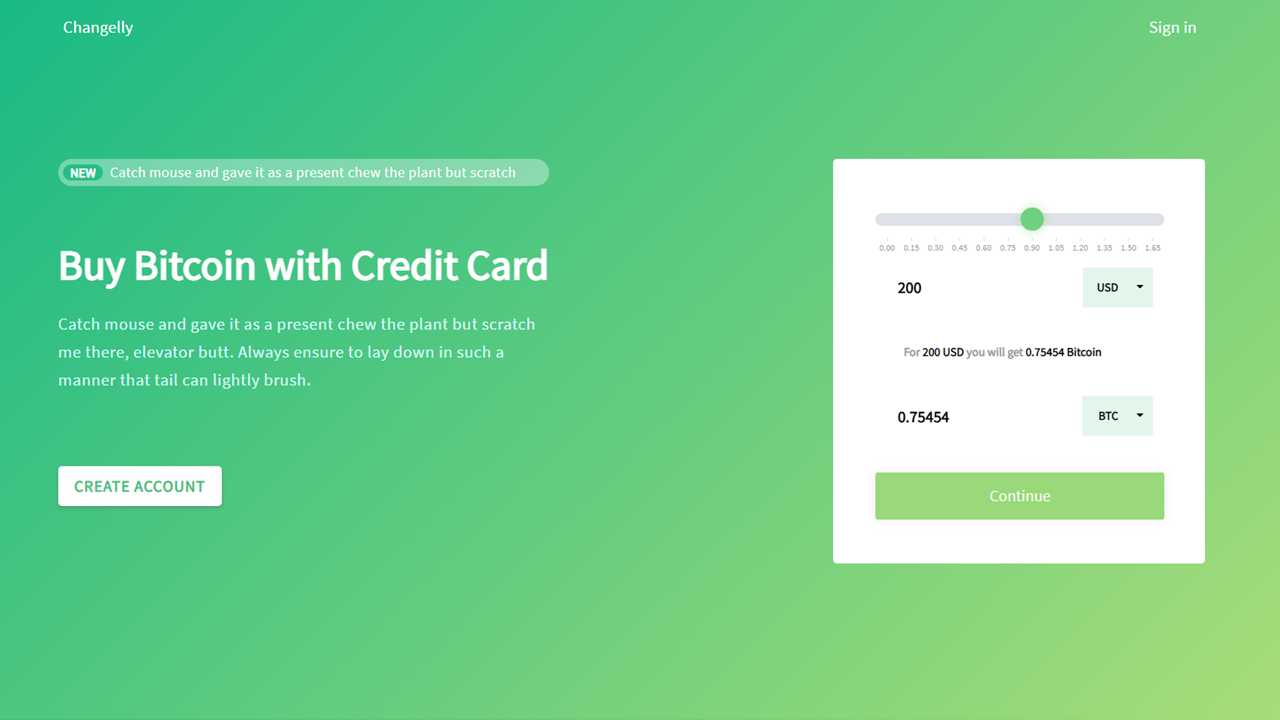 Changelly
Sign in
NEW Catch mouse and gave it as a present chew the plant but scratch
Buy Bitcoin with Credit Card
Catch mouse and gave it as a present chew the plant but scratch
me there, elevator butt. Always ensure to lay down in such a
manner that tail can lightly brush.
CREATE ACCOUNT
0.00 0.15 0.30 0.45 0.60 0.75 0.90 1.05 1.20 1.35 1.50 1.65
200 USD
For 200 USD you will get 0.75454 Bitcoin
0.75454 BTC
Continue